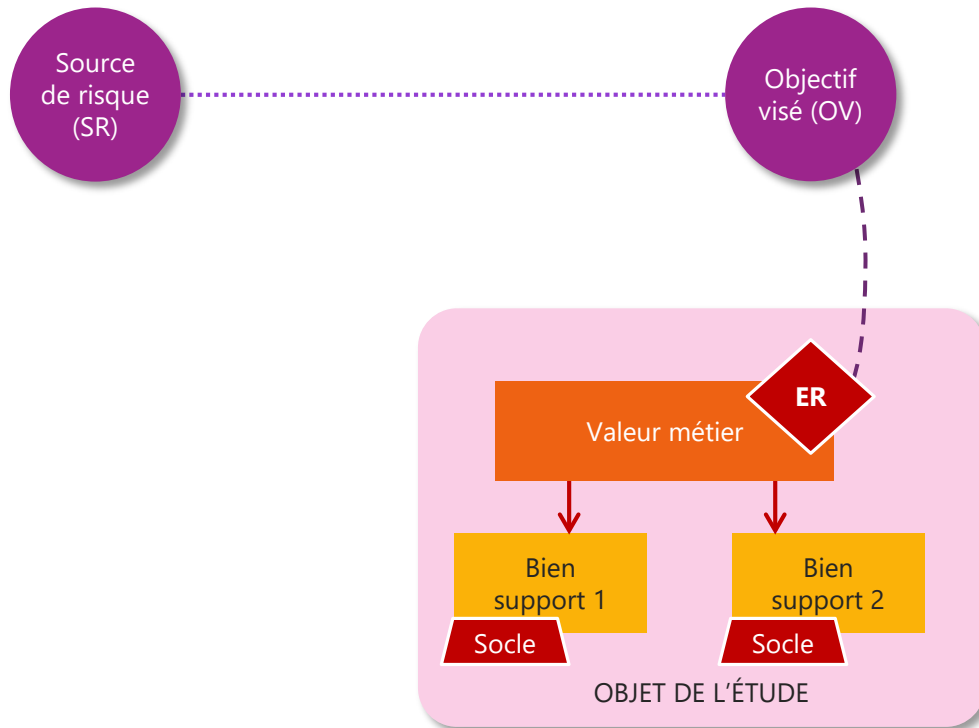 Source
de risque
(SR)
Objectif
visé (OV)
ER
Valeur métier
Bien
support 1
Bien
support 2
Socle
Socle
OBJET DE L'ÉTUDE